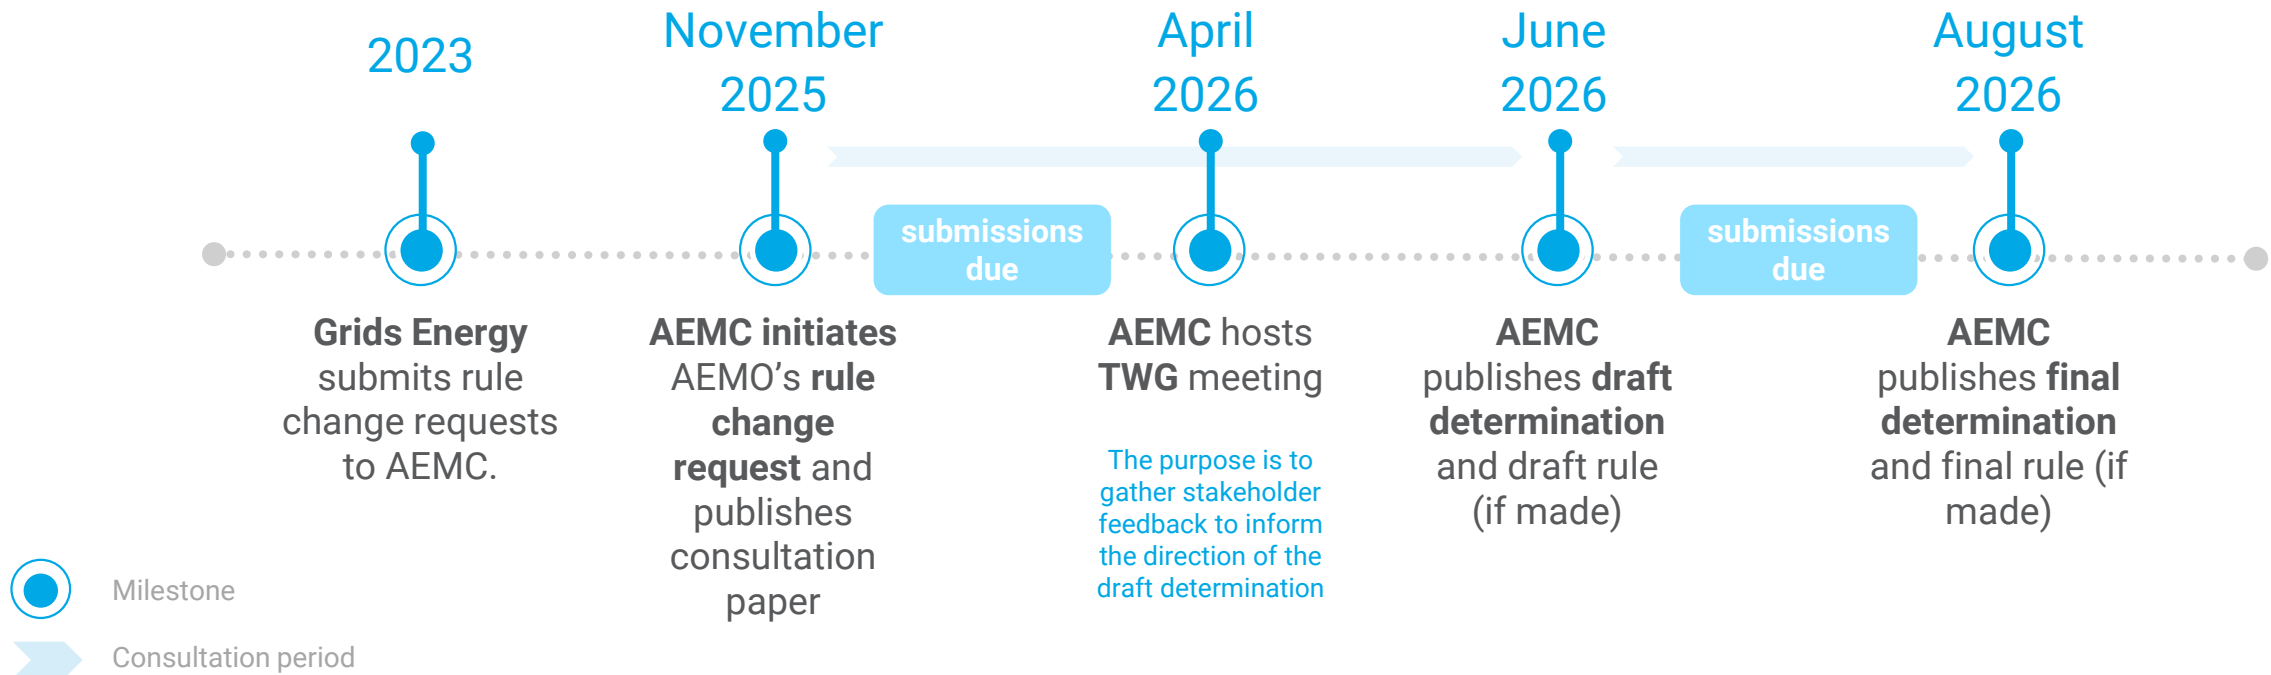 2023
Grids Energy
submits rule
change requests
to AEMC.
November
2025
AEMC initiates
AEMO’s rule
change
request and
publishes
consultation
paper
submissions
due
April
2026
AEMC hosts
TWG meeting
The purpose is to
gather stakeholder
feedback to inform
the direction of the
draft determination
June
2026
AEMC
publishes draft
determination
and draft rule
(if made)
submissions
due
August
2026
AEMC
publishes final
determination
and final rule (if
made)
Milestone
Consultation period